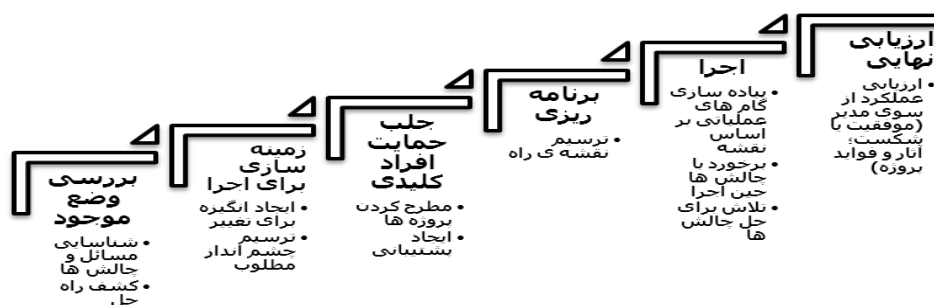 بررسی
وضع
موجود
• شناسایی
مسائل و
چالش ها
• کشف راه
حل
زمینه
سازی
برای اجرا
• ایجاد انگیزه
برای تغییر
• ترسیم
چشم انداز
مطلوب
جلب
حمایت
افراد
کلیدی
• مطرح کردن
پروژه ها
• ایجاد
پشتیبانی
برنامه
ریزی
• ترسیم
نقشه ی راه
اجرا
• پیاده سازی
گام های
عملیاتی بر
اساس
نقشه
• برخورد با
چالش ها
حین اجرا
• تلاش برای
حل چالش
ها
ارزیابی
نهایی
• ارزیابی
عملکرد از
سوی مدیر
(موفقیت یا
شکست؛
آثار و فواید
پروژه)